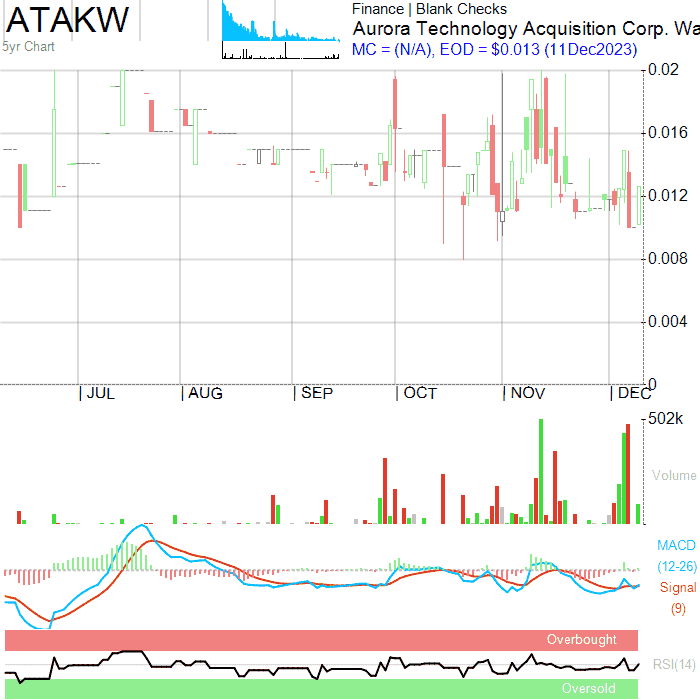 ATAKW
5yr Chart
Finance | Blank Checks
Aurora Technology Acquisition Corp. Wa
MC = (N/A), EOD = $0.013 (11Dec2023)
0.02
0.016
0.012
0.008
0.004
0
| JUL | AUG | SEP | OCT | NOV | DEC
502k
Volume
MACD
(12-26)
Signal
(9)
Overbought
RSI(14)
Oversold